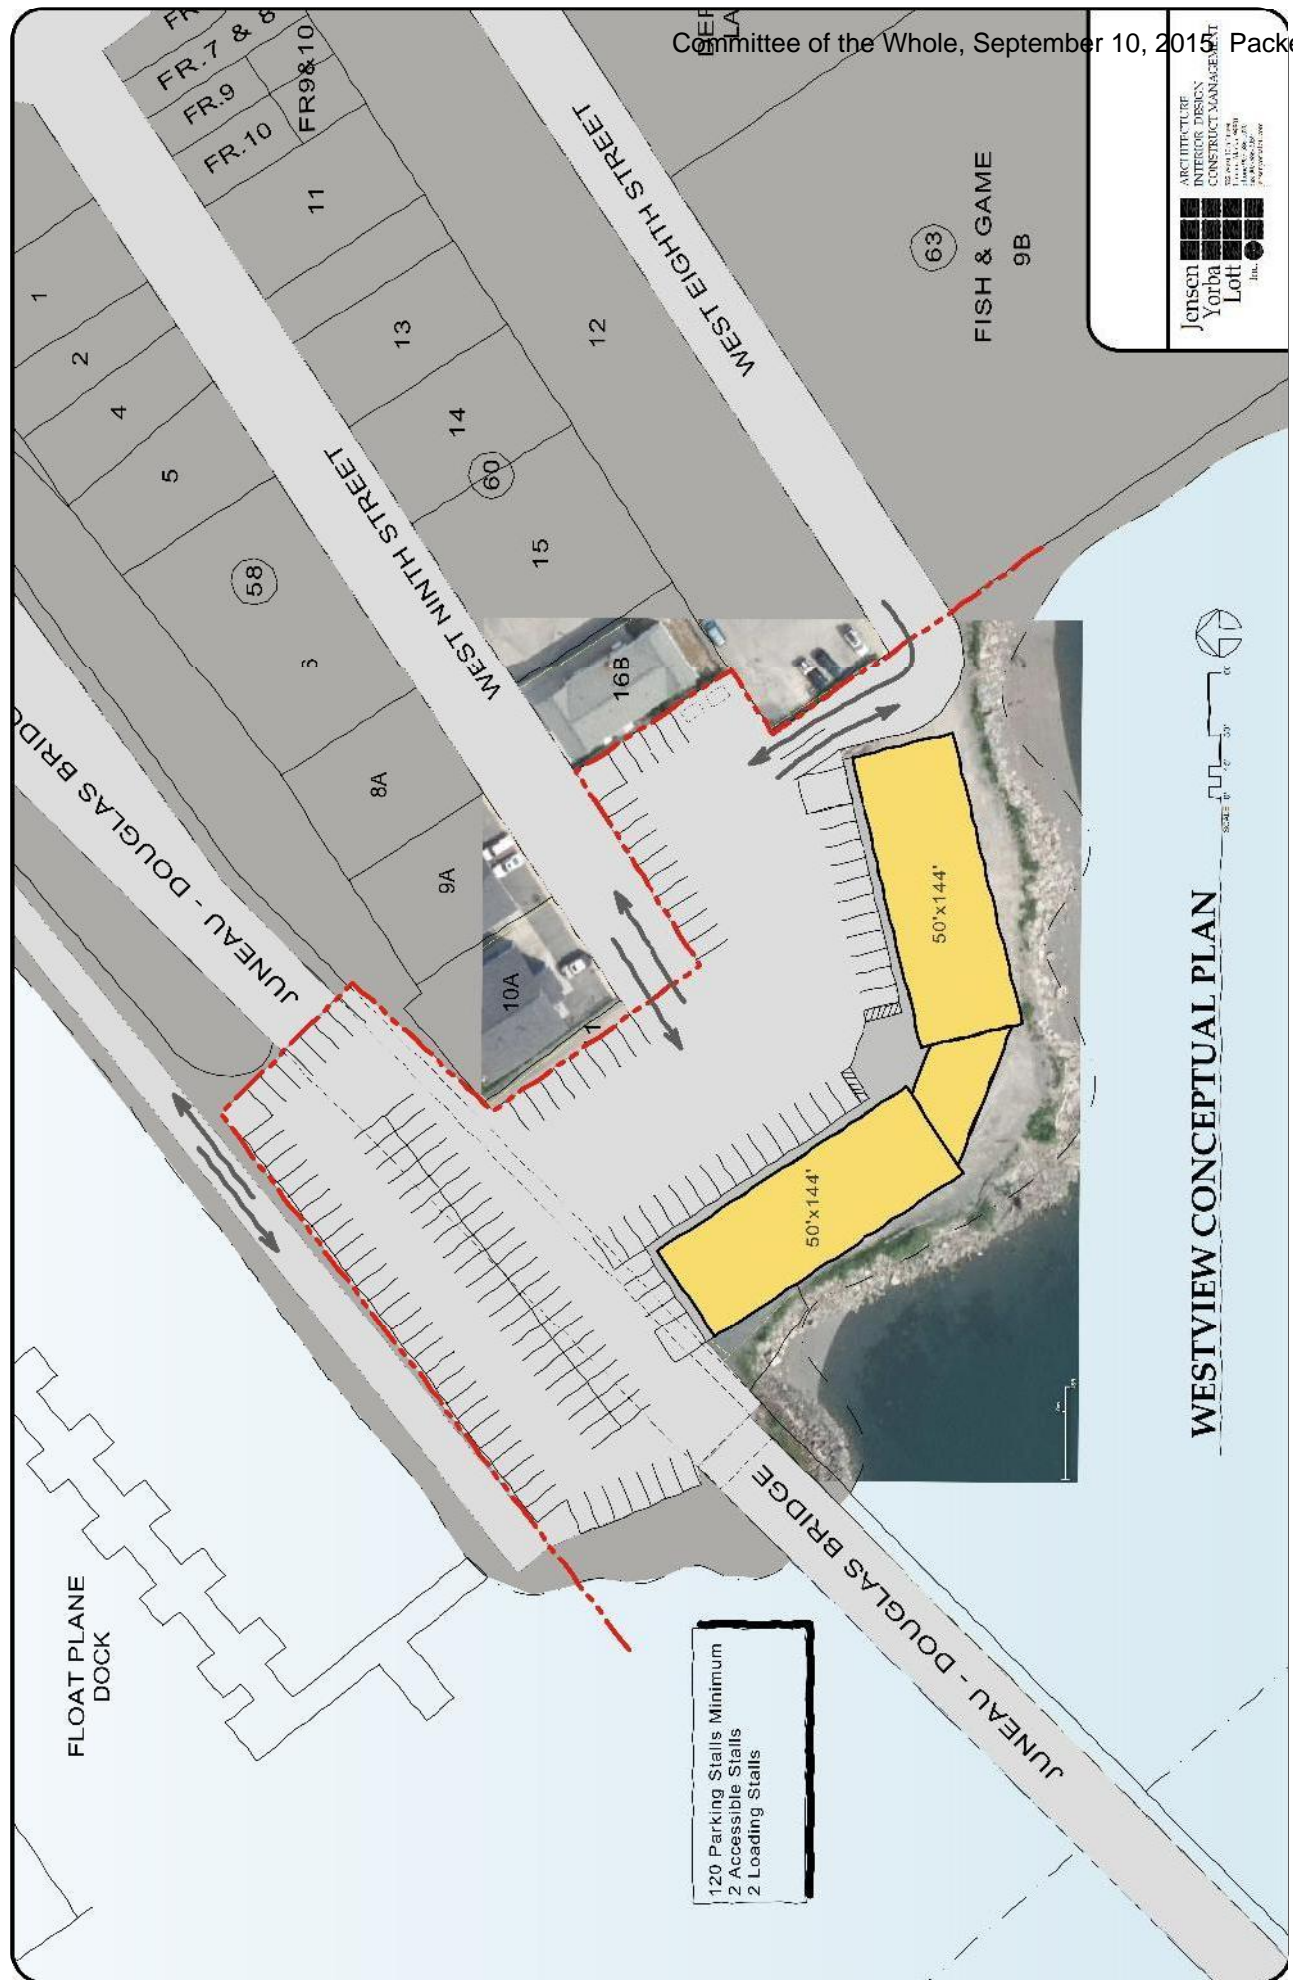 Committee of the Whole, September 10, 2015
Packe
FR.7 & 8
FR.9
FR9&10
FR.10
11
1
2
4
5
13
14
60
15
12
58
8A
9A
10A
16B
WEST NINTH STREET
WEST EIGHTH STREET
63
FISH & GAME
9B
JUNEAU - DOUGLAS BRIDG
50'x144'
50'x144'
JUNEAU - DOUGLAS BRIDGE
FLOAT PLANE
DOCK
120 Parking Stalls Minimum
2 Accessible Stalls
2 Loading Stalls
WESTVIEW CONCEPTUAL PLAN
SCALE
Jensen
Yorba
Lott
Inc.
ARCHITECTURE
INTERIOR DESIGN
CONSTRUCT MANAGEMENT